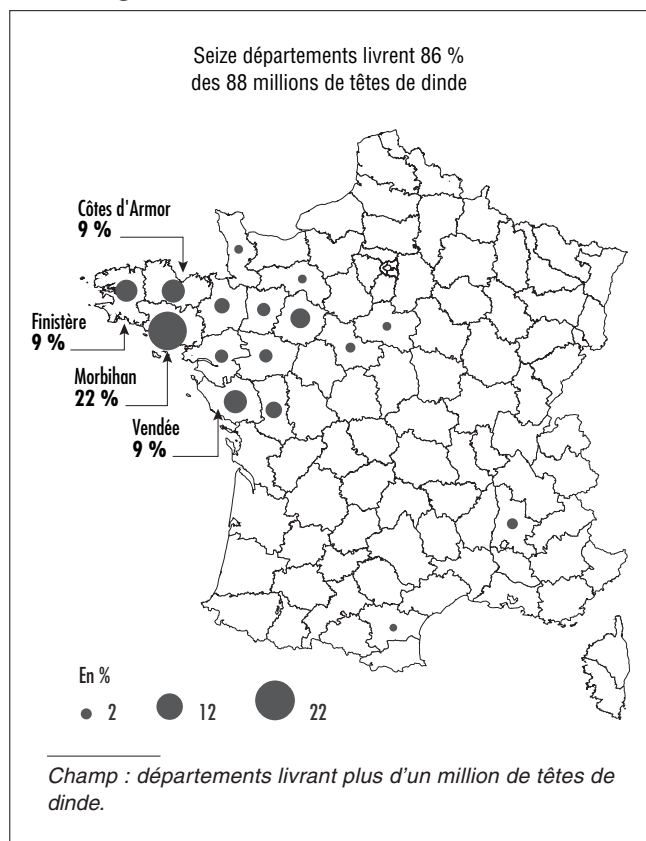 Seize départements livrent 86 %
des 88 millions de têtes de dinde
Côtes d'Armor
9 %
Finistère
9 %
Morbihan
22 %
Vendée
9 %
En %
2
12
22
Champ : départements livrant plus d'un million de têtes de
dinde.